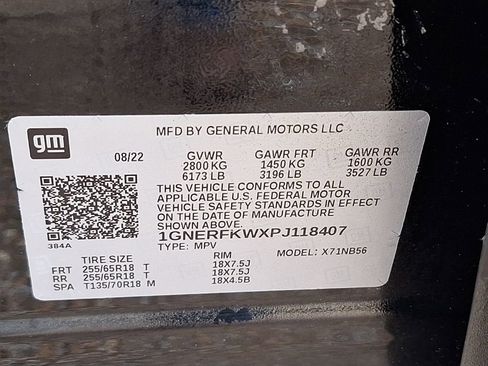 MFD BY GENERAL MOTORS LLC
gm
08/22 GVWR GAWR FRT GAWR RR
2800 KG 1450 KG 1600 KG
6173 LB 3196 LB 3527 LB
THIS VEHICLE CONFORMS TO ALL
APPLICABLE U.S. FEDERAL MOTOR
VEHICLE SAFETY STANDARDS IN EFFECT
ON THE DATE OF MANUFACTURE
SHOWN ABOVE.
384A
1GNERFKWXPJ118407
TYPE: MPV MODEL: X71NB56
TIRE SIZE RIM
FRT 255/65R18 T 18X7.5J
RR 255/65R18 T 18X7.5J
SPA T135/70R18 M 18X4.5B